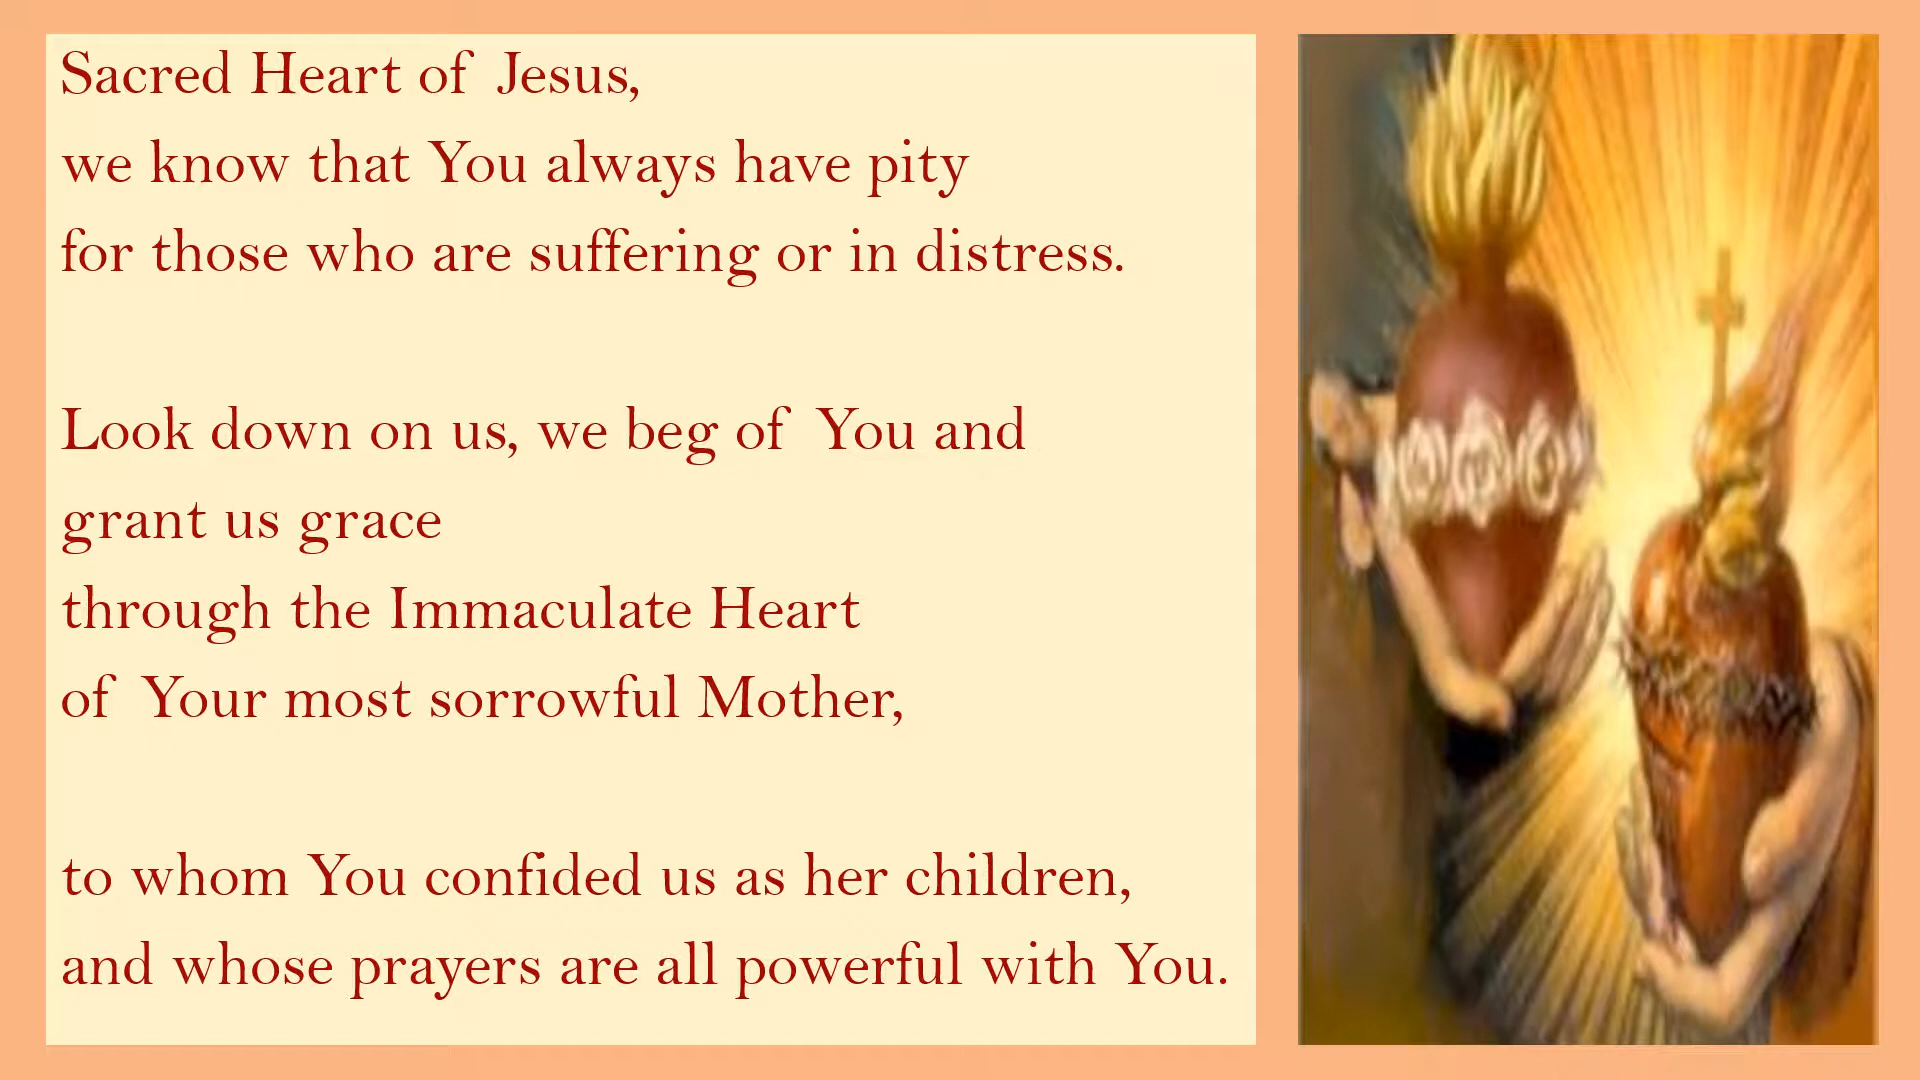 Sacred Heart of Jesus,
we know that You always have pity
for those who are suffering or in distress.
Look down on us, we beg of You and
grant us grace
through the Immaculate Heart
of Your most sorrowful Mother,
to whom You confided us as her children,
and whose prayers are all powerful with You.